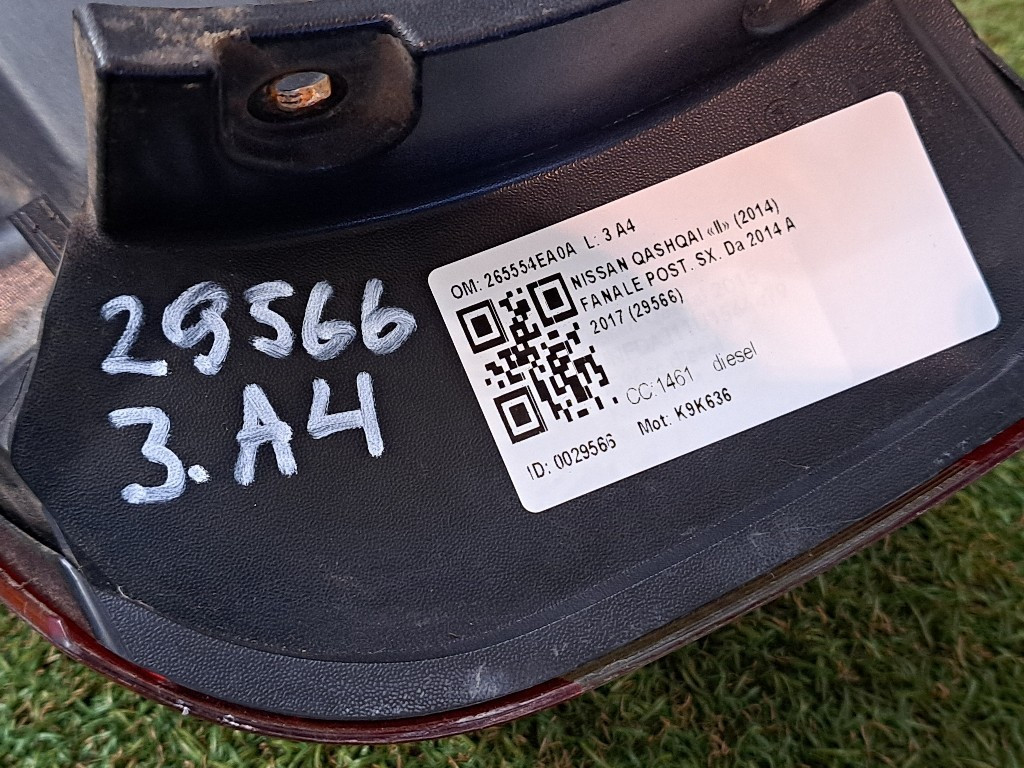 29566
3.A4
OM: 265554EA0A L: 3 A4
NISSAN QASHQAI «II» (2014)
FANALE POST. SX. Da 2014 A
2017 (29566)
CC:1461 diesel
ID: 0029566 Mot: K9K636